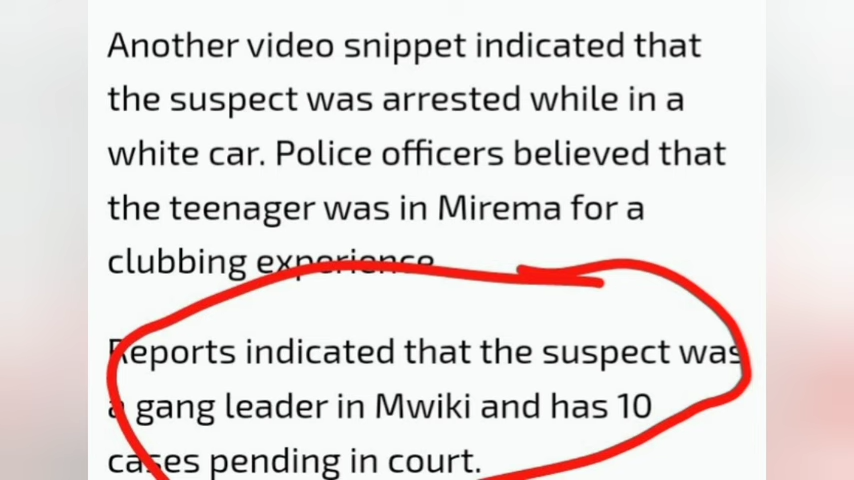 Another video snippet indicated that
the suspect was arrested while in a
white car. Police officers believed that
the teenager was in Mirema for a
clubbing experience.
Reports indicated that the suspect was
a gang leader in Mwiki and has 10
cases pending in court.